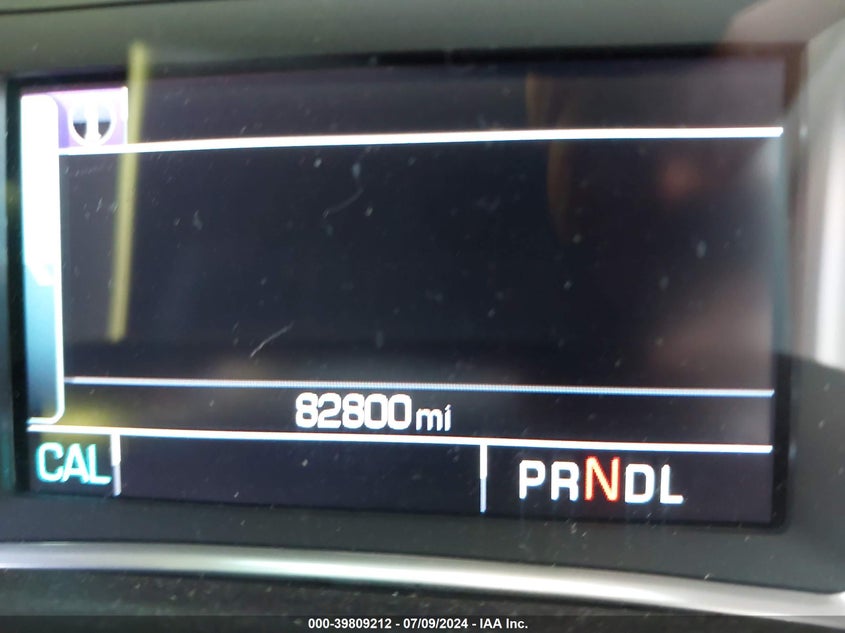 82800 mi
CAL
PRNDL
000-39809212 - 07/09/2024 - IAA Inc.